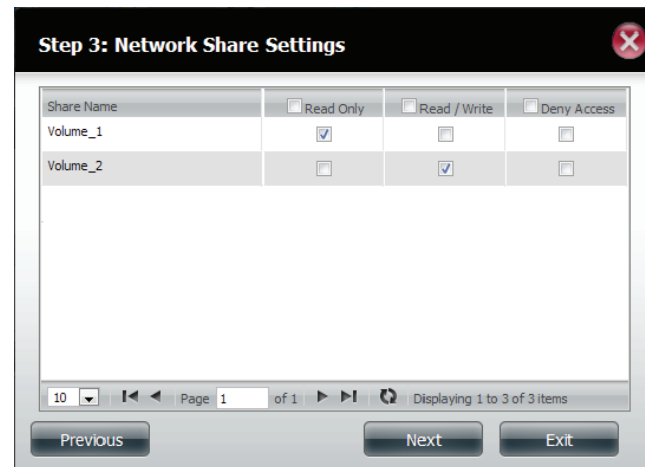 Step 3: Network Share Settings
Share Name Read Only Read / Write Deny Access
Volume_1
Volume_2
10 Page 1 of 1 Displaying 1 to 3 of 3 items
Previous Next Exit